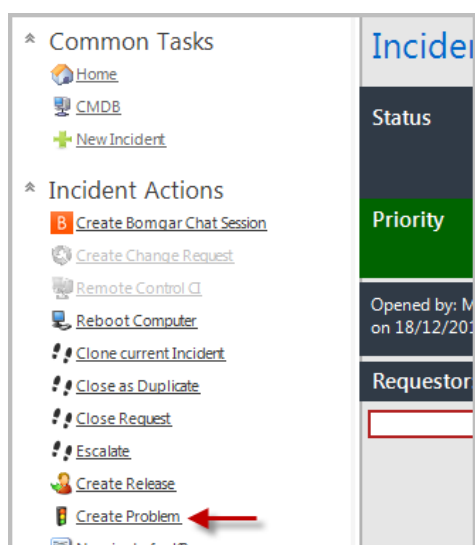 Common Tasks
Home
CMDB
New Incident
Incident Actions
B Create Bomgar Chat Session
Create Change Request
Remote Control CI
Reboot Computer
Clone current Incident
Close as Duplicate
Close Request
Escalate
Create Release
Create Problem
Incider
Status
Priority
Opened by: M
on 18/12/201
Requestor